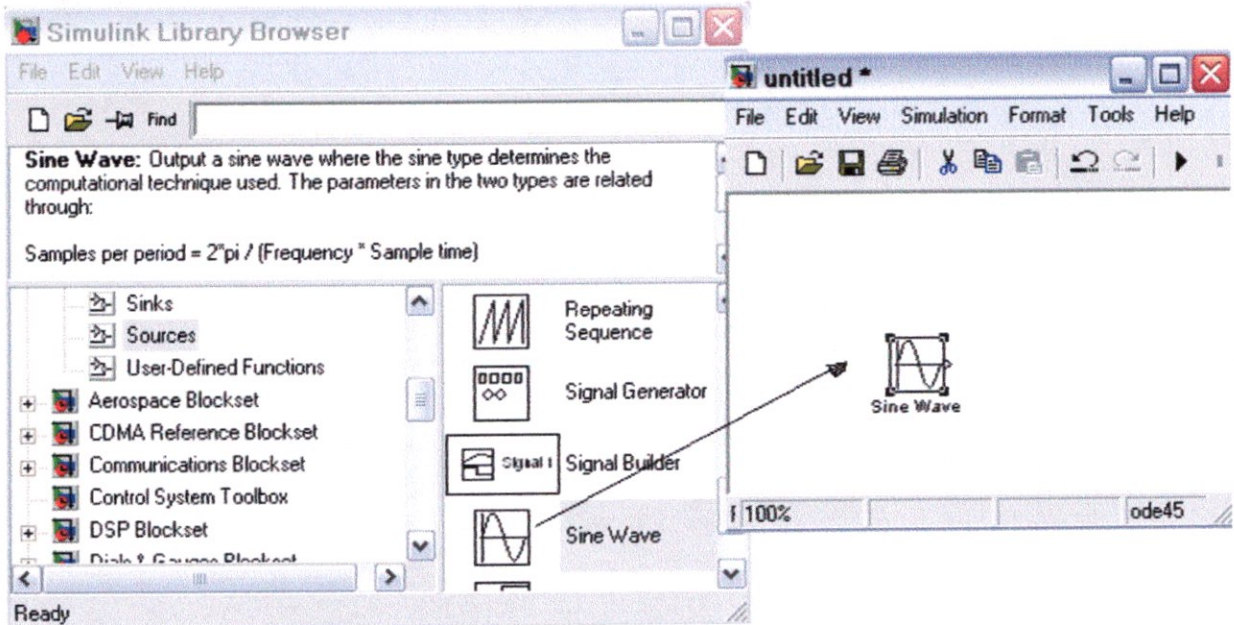 Simulink Library Browser
File Edit View Help
Find
Sine Wave: Output a sine wave where the sine type determines the
computational technique used. The parameters in the two types are related
through:
Samples per period = 2*pi / (Frequency * Sample time)
Sinks
Sources
User-Defined Functions
Aerospace Blockset
CDMA Reference Blockset
Communications Blockset
Control System Toolbox
DSP Blockset
Dials & Gauges Blockset
Repeating
Sequence
Signal Generator
Signal Builder
Sine Wave
Ready
untitled *
File Edit View Simulation Format Tools Help
Sine Wave
100%
ode45